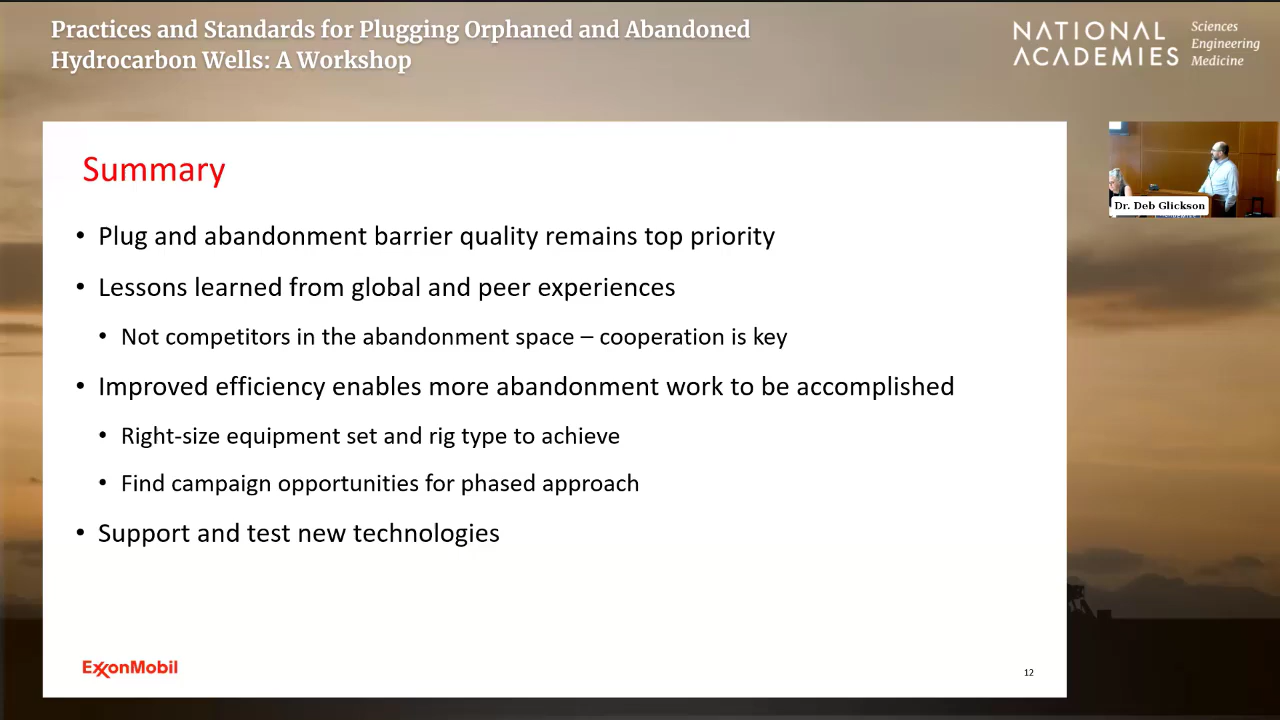 Practices and Standards for Plugging Orphaned and Abandoned
Hydrocarbon Wells: A Workshop
NATIONAL
ACADEMIES
Sciences
Engineering
Medicine
Summary
• Plug and abandonment barrier quality remains top priority
• Lessons learned from global and peer experiences
• Not competitors in the abandonment space – cooperation is key
• Improved efficiency enables more abandonment work to be accomplished
• Right-size equipment set and rig type to achieve
• Find campaign opportunities for phased approach
• Support and test new technologies
Dr. Deb Glickson
ExxonMobil
12